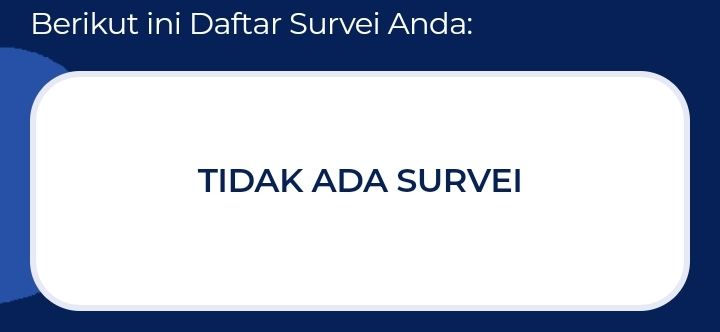 Berikut ini Daftar Survei Anda:
TIDAK ADA SURVEI